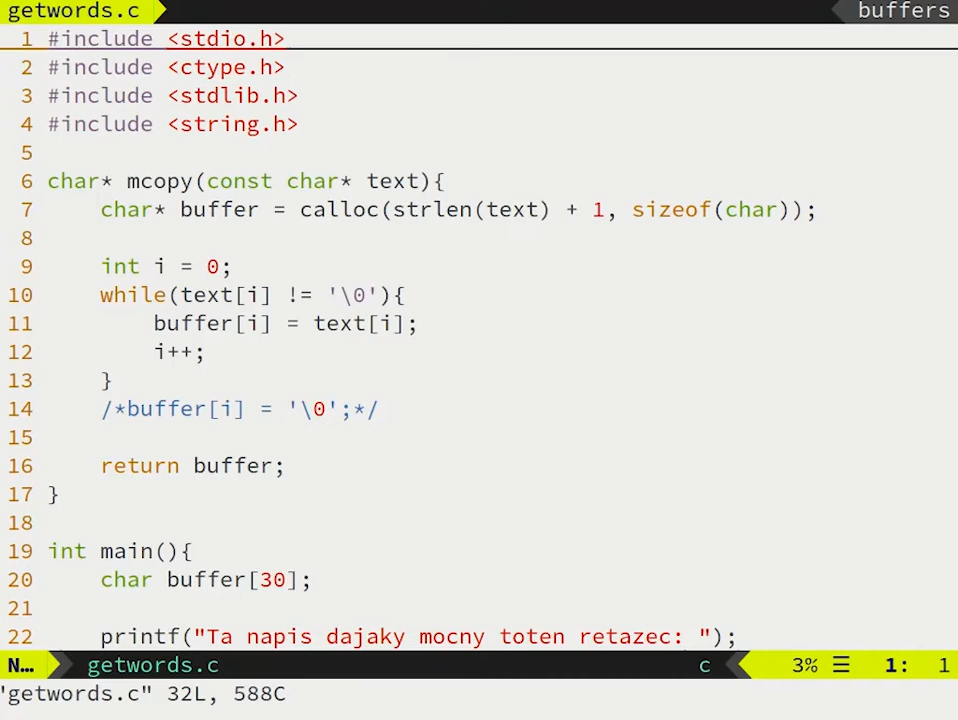 getwords.c buffers
1 #include <stdio.h>
2 #include <ctype.h>
3 #include <stdlib.h>
4 #include <string.h>
5
6 char* mcopy(const char* text){
7     char* buffer = calloc(strlen(text) + 1, sizeof(char));
8
9     int i = 0;
10     while(text[i] != '\0'){
11         buffer[i] = text[i];
12         i++;
13     }
14     /*buffer[i] = '\0';*/
15
16     return buffer;
17 }
18
19 int main(){
20     char buffer[30];
21
22     printf("Ta napis dajaky mocny toten retazec: ");
N… getwords.c c 3% ☰ 1: 1
'getwords.c" 32L, 588C